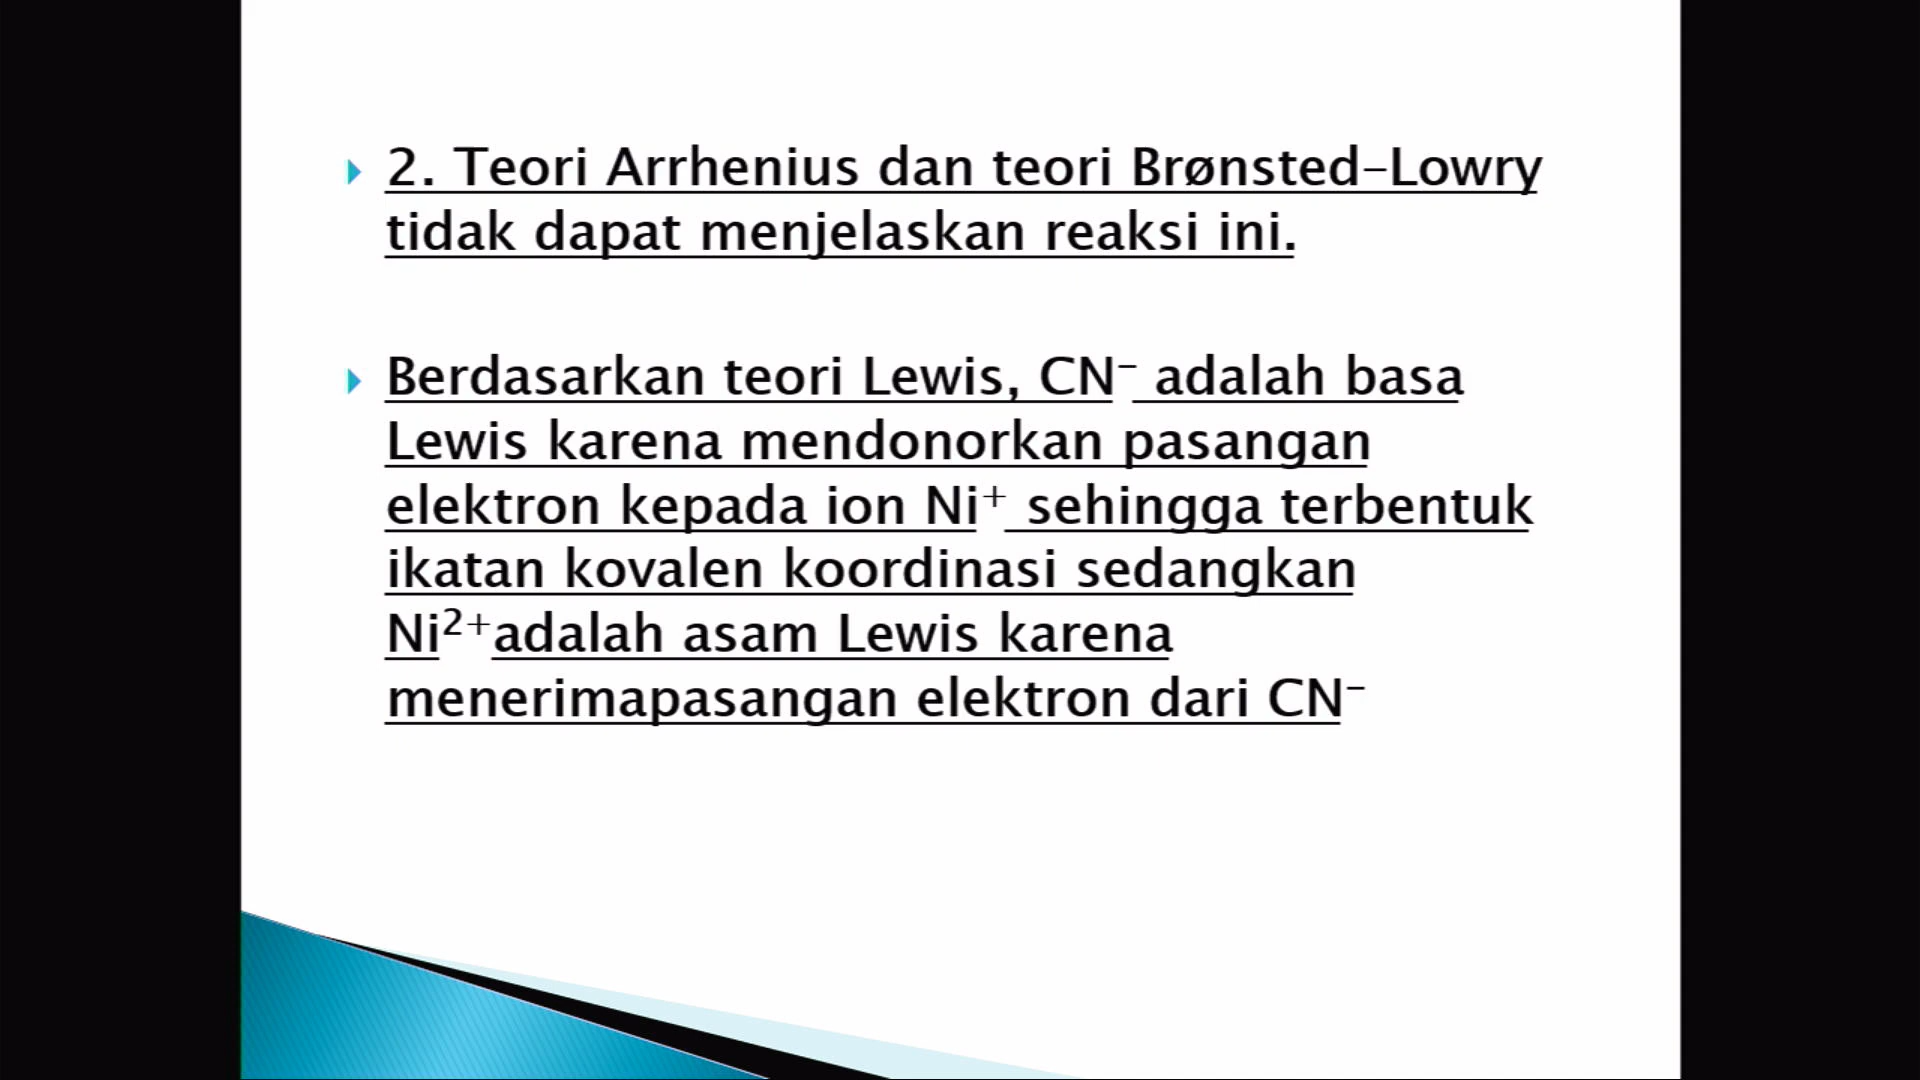 2. Teori Arrhenius dan teori Brønsted-Lowry
tidak dapat menjelaskan reaksi ini.
Berdasarkan teori Lewis, CN⁻ adalah basa
Lewis karena mendonorkan pasangan
elektron kepada ion Ni⁺ sehingga terbentuk
ikatan kovalen koordinasi sedangkan
Ni²⁺adalah asam Lewis karena
menerimapasangan elektron dari CN⁻